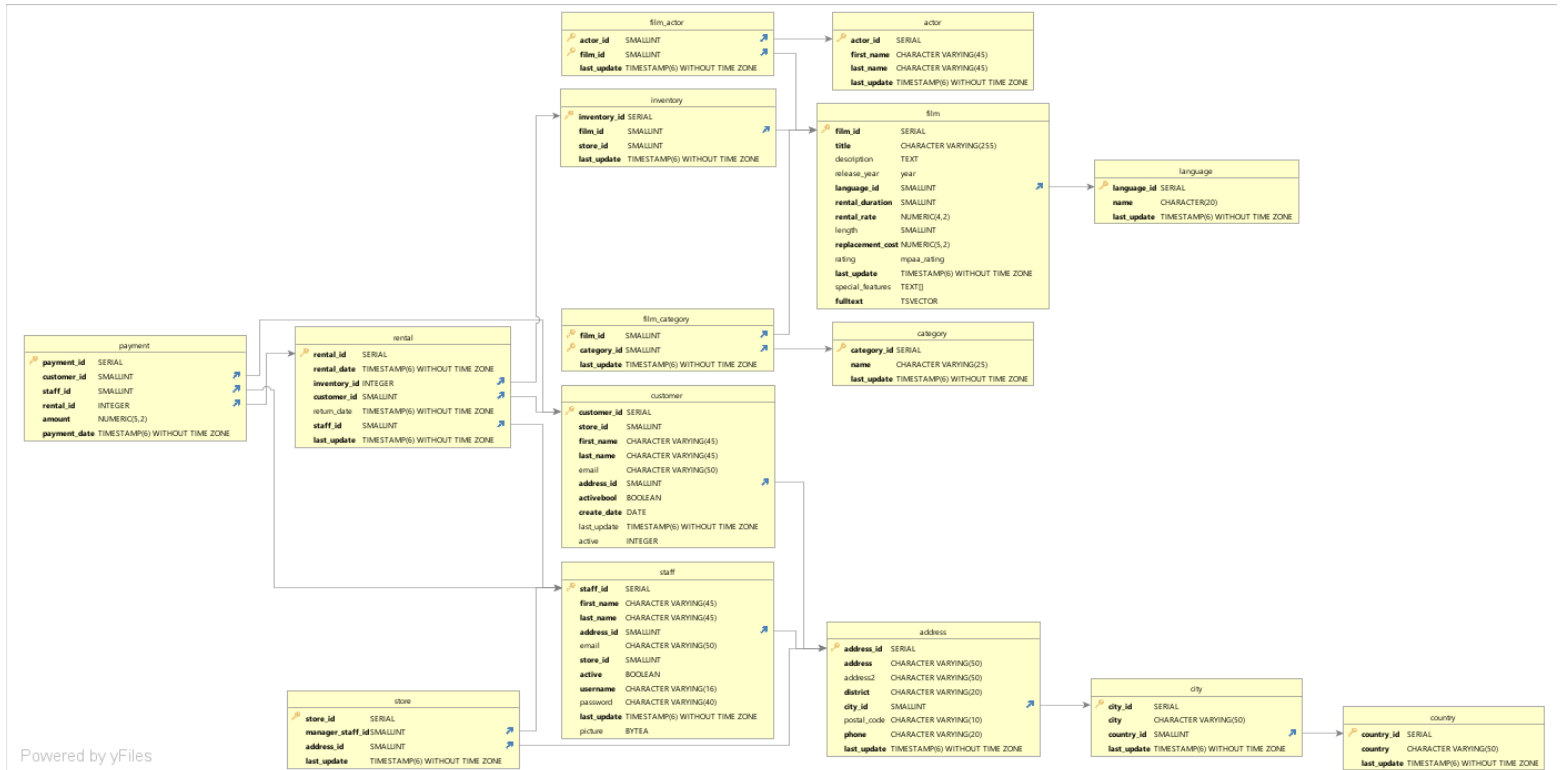 film_actor
actor_id SMALLINT
film_id SMALLINT
last_update TIMESTAMP(6) WITHOUT TIME ZONE
actor
actor_id SERIAL
first_name CHARACTER VARYING(45)
last_name CHARACTER VARYING(45)
last_update TIMESTAMP(6) WITHOUT TIME ZONE
inventory
inventory_id SERIAL
film_id SMALLINT
store_id SMALLINT
last_update TIMESTAMP(6) WITHOUT TIME ZONE
film
film_id SERIAL
title CHARACTER VARYING(255)
description TEXT
release_year year
language_id SMALLINT
rental_duration SMALLINT
rental_rate NUMERIC(4,2)
length SMALLINT
replacement_cost NUMERIC(5,2)
rating mpaa_rating
last_update TIMESTAMP(6) WITHOUT TIME ZONE
special_features TEXT[]
fulltext TSVECTOR
language
language_id SERIAL
name CHARACTER(20)
last_update TIMESTAMP(6) WITHOUT TIME ZONE
film_category
film_id SMALLINT
category_id SMALLINT
last_update TIMESTAMP(6) WITHOUT TIME ZONE
category
category_id SERIAL
name CHARACTER VARYING(25)
last_update TIMESTAMP(6) WITHOUT TIME ZONE
payment
payment_id SERIAL
customer_id SMALLINT
staff_id SMALLINT
rental_id INTEGER
amount NUMERIC(5,2)
payment_date TIMESTAMP(6) WITHOUT TIME ZONE
rental
rental_id SERIAL
rental_date TIMESTAMP(6) WITHOUT TIME ZONE
inventory_id INTEGER
customer_id SMALLINT
return_date TIMESTAMP(6) WITHOUT TIME ZONE
staff_id SMALLINT
last_update TIMESTAMP(6) WITHOUT TIME ZONE
customer
customer_id SERIAL
store_id SMALLINT
first_name CHARACTER VARYING(45)
last_name CHARACTER VARYING(45)
email CHARACTER VARYING(50)
address_id SMALLINT
activebool BOOLEAN
create_date DATE
last_update TIMESTAMP(6) WITHOUT TIME ZONE
active INTEGER
staff
staff_id SERIAL
first_name CHARACTER VARYING(45)
last_name CHARACTER VARYING(45)
address_id SMALLINT
email CHARACTER VARYING(50)
store_id SMALLINT
active BOOLEAN
username CHARACTER VARYING(16)
password CHARACTER VARYING(40)
last_update TIMESTAMP(6) WITHOUT TIME ZONE
picture BYTEA
store
store_id SERIAL
manager_staff_id SMALLINT
address_id SMALLINT
last_update TIMESTAMP(6) WITHOUT TIME ZONE
address
address_id SERIAL
address CHARACTER VARYING(50)
address2 CHARACTER VARYING(50)
district CHARACTER VARYING(20)
city_id SMALLINT
postal_code CHARACTER VARYING(10)
phone CHARACTER VARYING(20)
last_update TIMESTAMP(6) WITHOUT TIME ZONE
city
city_id SERIAL
city CHARACTER VARYING(50)
country_id SMALLINT
last_update TIMESTAMP(6) WITHOUT TIME ZONE
country
country_id SERIAL
country CHARACTER VARYING(50)
last_update TIMESTAMP(6) WITHOUT TIME ZONE
Powered by yFiles